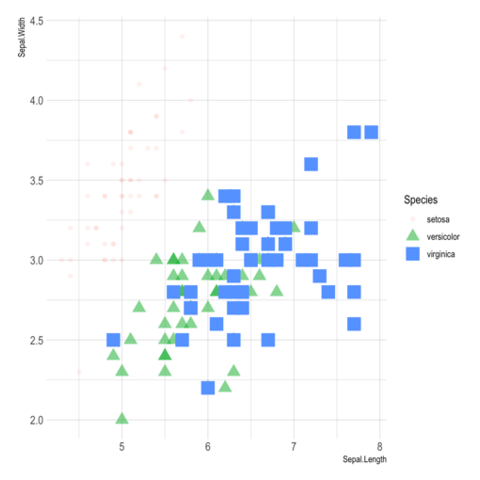 Sepal.Width
4.5
4.0
3.5
3.0
2.5
2.0
5 6 7 8
Sepal.Length
Species
setosa
versicolor
virginica